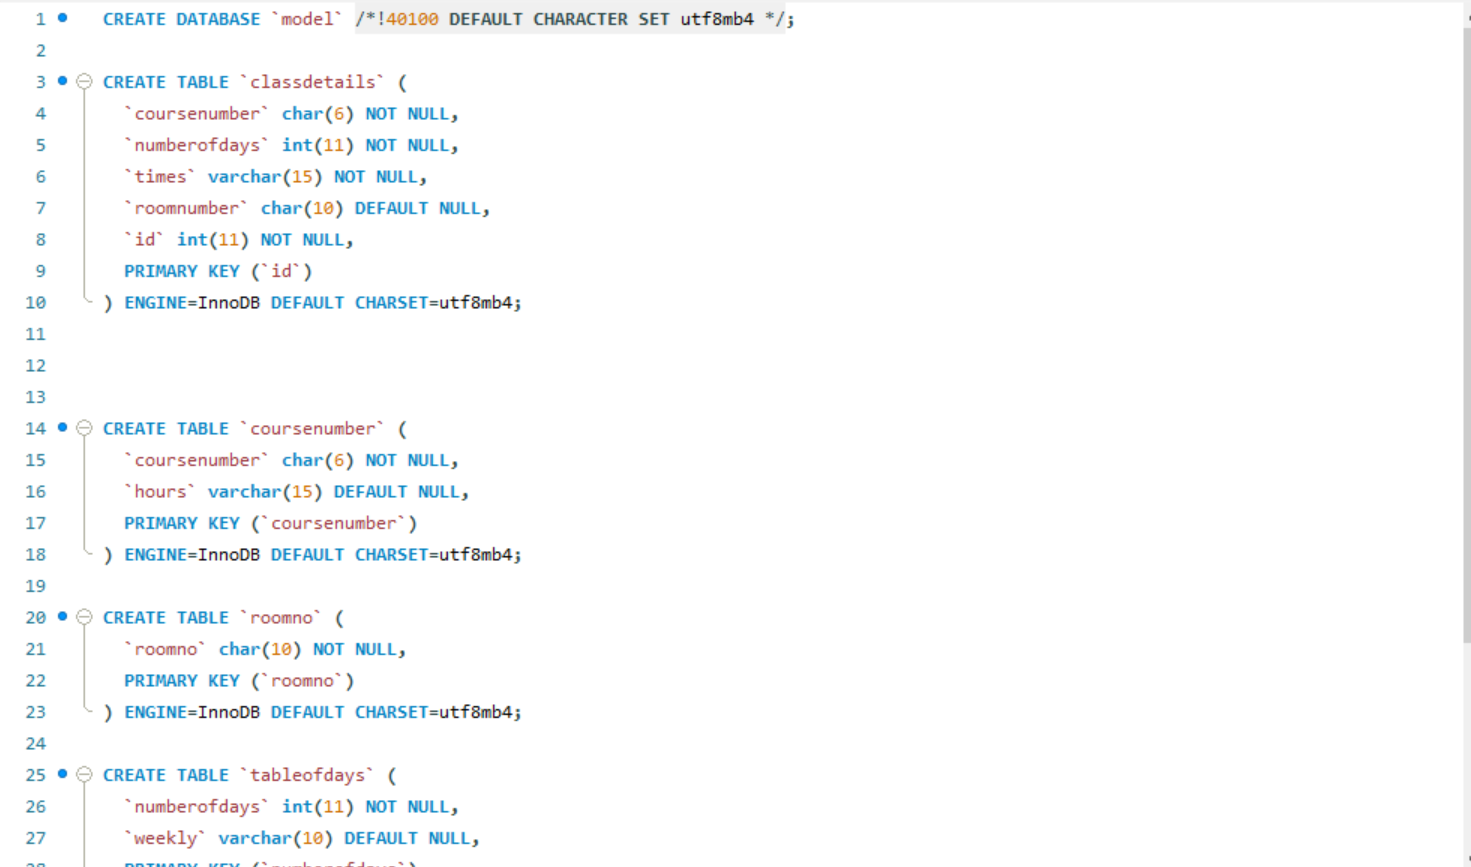 1 CREATE DATABASE `model` /*!40100 DEFAULT CHARACTER SET utf8mb4 */;
2
3 CREATE TABLE `classdetails` (
4 `coursenumber` char(6) NOT NULL,
5 `numberofdays` int(11) NOT NULL,
6 `times` varchar(15) NOT NULL,
7 `roomnumber` char(10) DEFAULT NULL,
8 `id` int(11) NOT NULL,
9 PRIMARY KEY (`id`)
10 ) ENGINE=InnoDB DEFAULT CHARSET=utf8mb4;
11
12
13
14 CREATE TABLE `coursenumber` (
15 `coursenumber` char(6) NOT NULL,
16 `hours` varchar(15) DEFAULT NULL,
17 PRIMARY KEY (`coursenumber`)
18 ) ENGINE=InnoDB DEFAULT CHARSET=utf8mb4;
19
20 CREATE TABLE `roomno` (
21 `roomno` char(10) NOT NULL,
22 PRIMARY KEY (`roomno`)
23 ) ENGINE=InnoDB DEFAULT CHARSET=utf8mb4;
24
25 CREATE TABLE `tableofdays` (
26 `numberofdays` int(11) NOT NULL,
27 `weekly` varchar(10) DEFAULT NULL,
28 PRIMARY KEY (`numberofdays`)